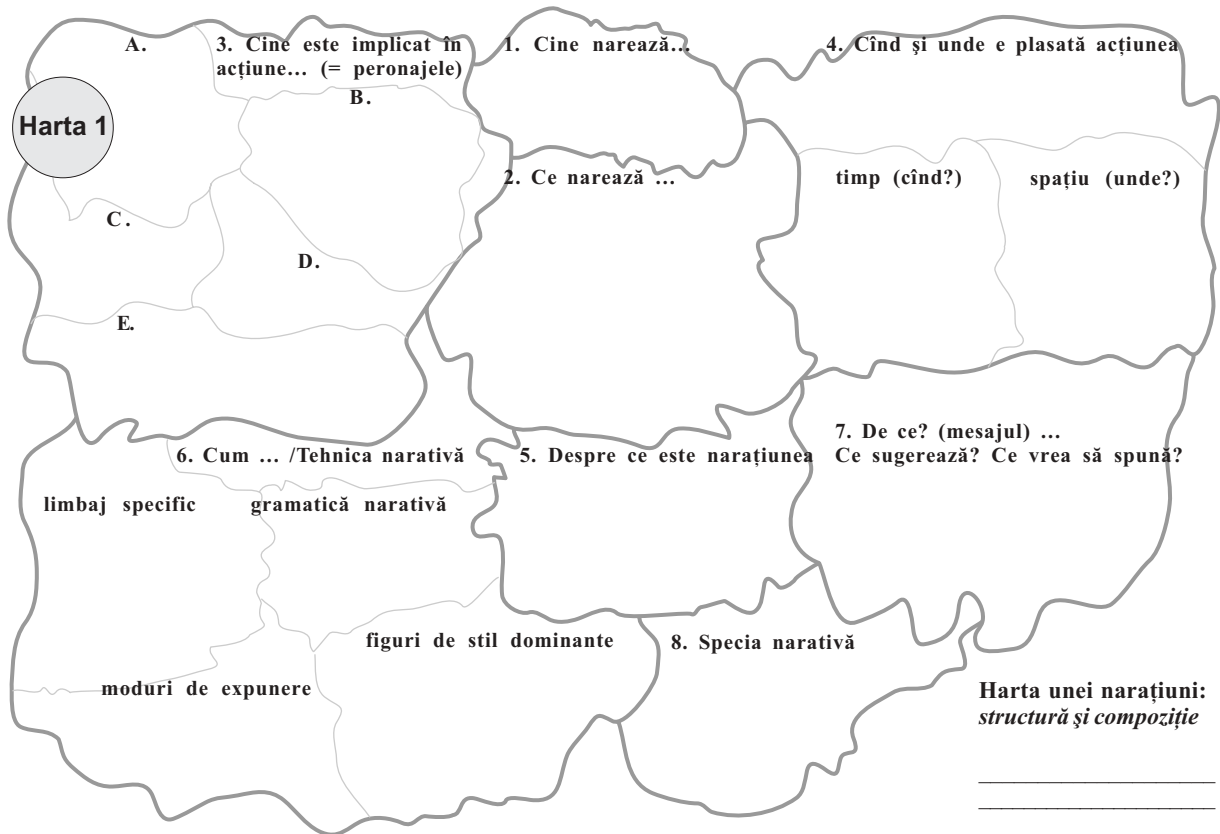 Harta 1
A.
3. Cine este implicat în
acțiune… (= peronajele)
B.
C.
D.
E.
1. Cine narează…
2. Ce narează …
4. Cînd şi unde e plasată acțiunea
timp (cînd?)
spațiu (unde?)
6. Cum … /Tehnica narativă
limbaj specific
gramatică narativă
figuri de stil dominante
moduri de expunere
5. Despre ce este narațiunea
7. De ce? (mesajul) …
Ce sugerează? Ce vrea să spună?
8. Specia narativă
Harta unei narațiuni:
structură şi compoziție